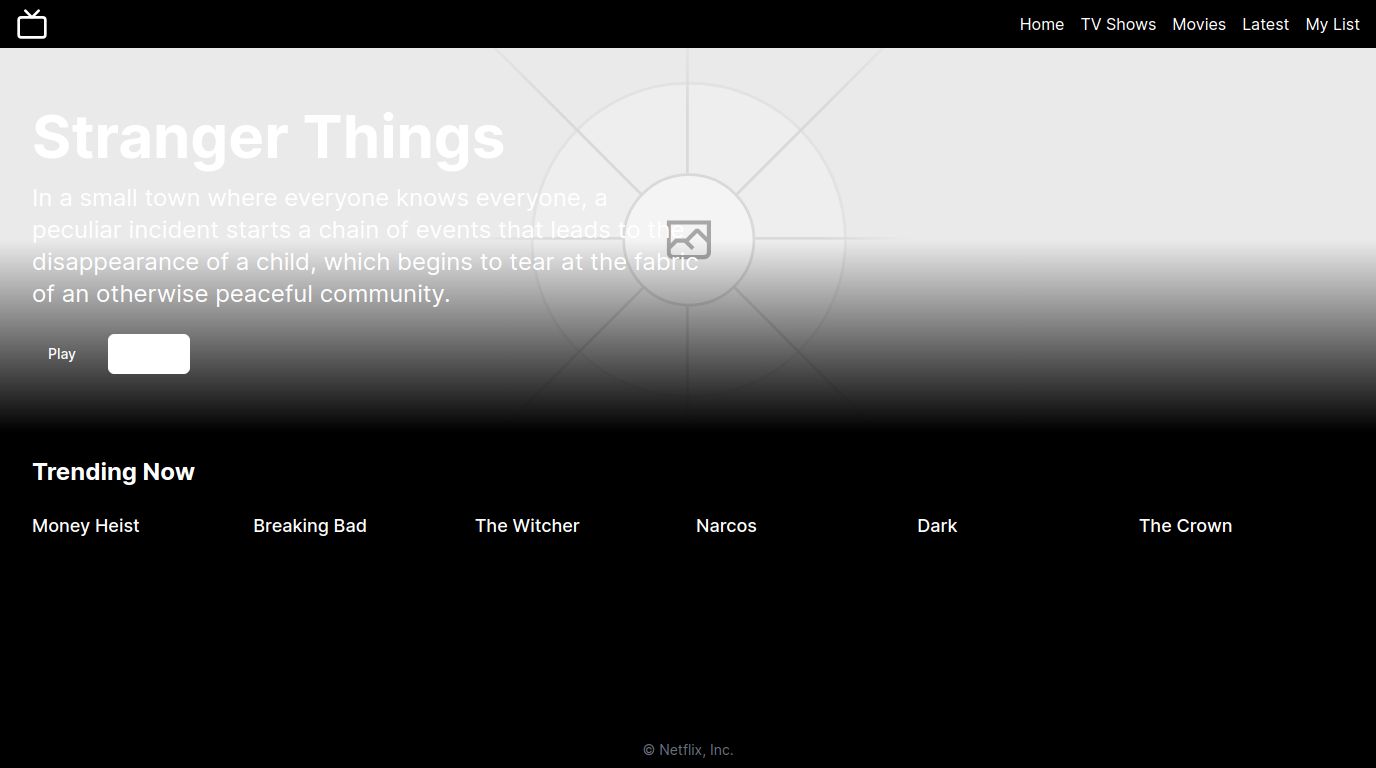 Home TV Shows Movies Latest My List
Stranger Things
In a small town where everyone knows everyone, a
peculiar incident starts a chain of events that leads to the
disappearance of a child, which begins to tear at the fabric
of an otherwise peaceful community.
Play
Trending Now
Money Heist Breaking Bad The Witcher Narcos Dark The Crown
© Netflix, Inc.